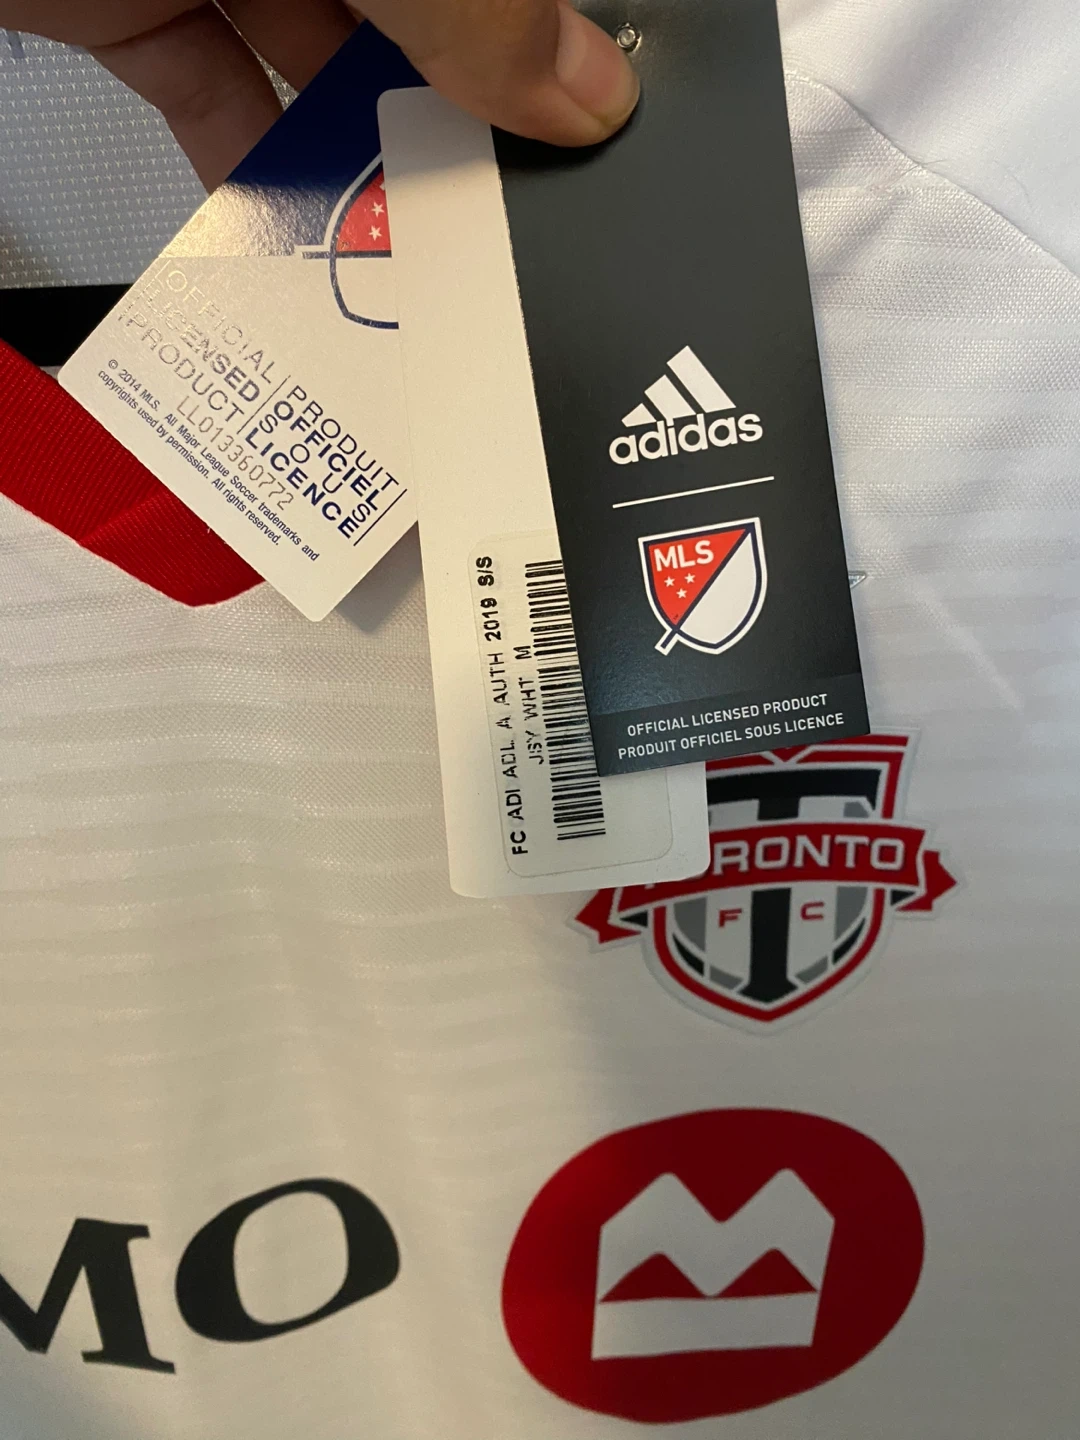 OFFICIAL
LICENSED
PRODUCT
PRODUIT
OFFICIEL
SOUS
LICENCE
© 2014 MLS. All Major League Soccer trademarks and
copyrights used by permission. All rights reserved.
LL013360772
FC ADI ADL A AUTH 2019 S/S
JSY WHT M
adidas
MLS
OFFICIAL LICENSED PRODUCT
PRODUIT OFFICIEL SOUS LICENCE
RONTO
F C
MO